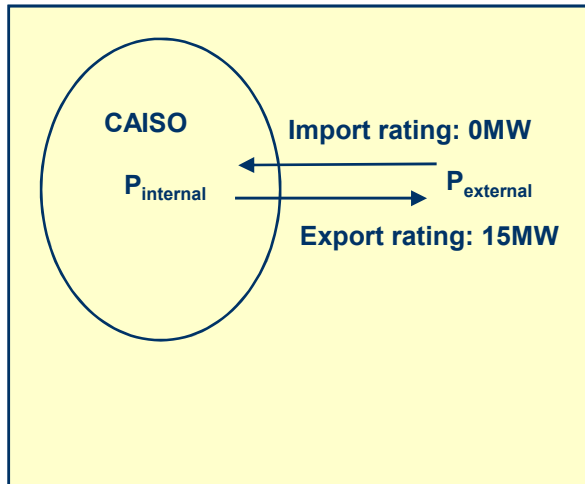 CAISO
Import rating: 0MW
Pinternal
Pexternal
Export rating: 15MW